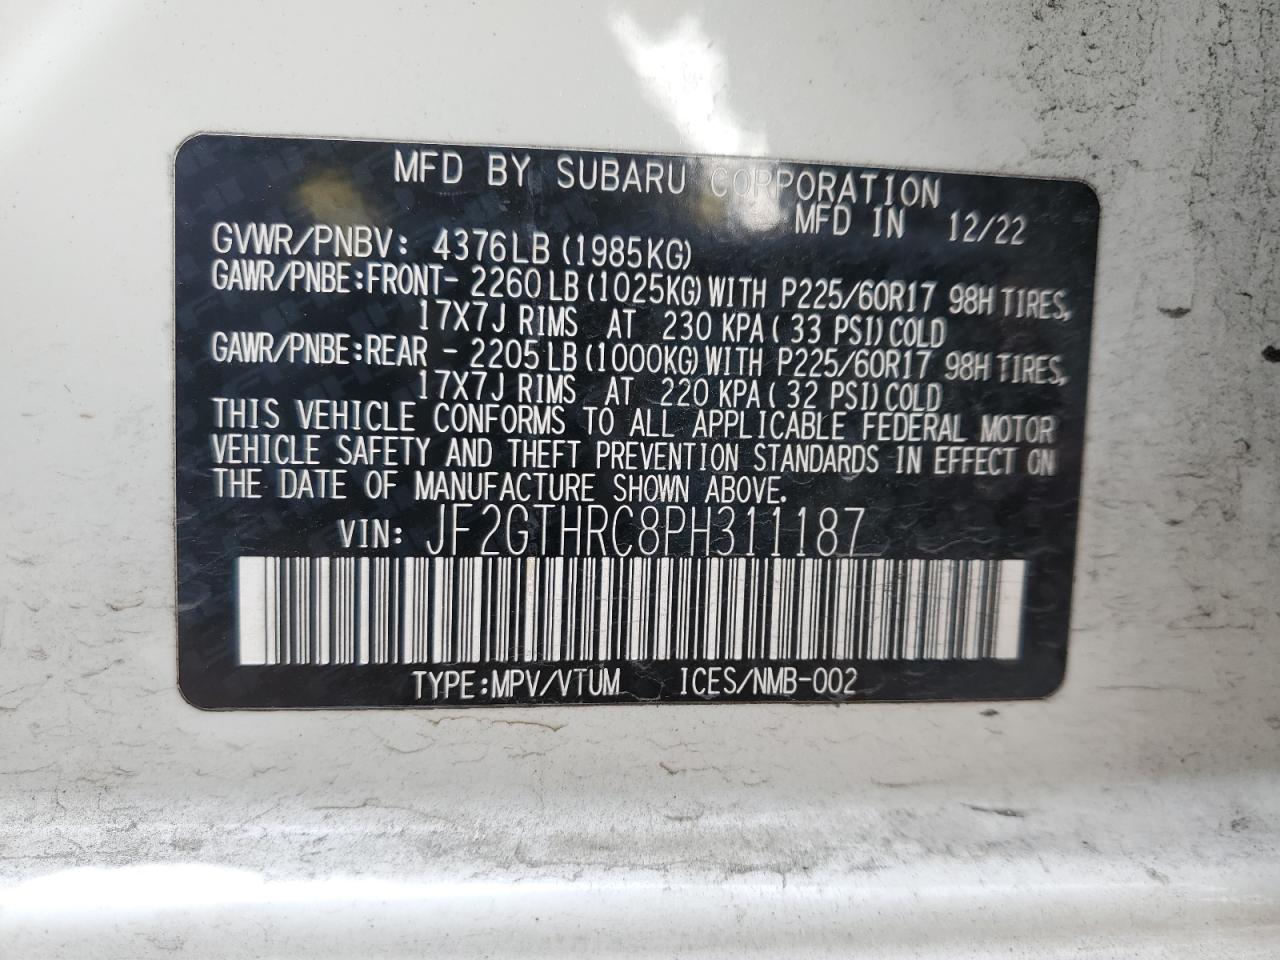 MFD BY SUBARU CORPORATION
MFD IN 12/22
GVWR/PNBV: 4376LB (1985KG)
GAWR/PNBE:FRONT- 2260LB (1025KG) WITH P225/60R17 98H TIRES,
17X7J RIMS AT 230 KPA ( 33 PSI) COLD
GAWR/PNBE:REAR - 2205LB (1000KG) WITH P225/60R17 98H TIRES,
17X7J RIMS AT 220 KPA ( 32 PSI) COLD
THIS VEHICLE CONFORMS TO ALL APPLICABLE FEDERAL MOTOR
VEHICLE SAFETY AND THEFT PREVENTION STANDARDS IN EFFECT ON
THE DATE OF MANUFACTURE SHOWN ABOVE.
VIN: JF2GTHRC8PH311187
TYPE:MPV/VTUM ICES/NMB-002